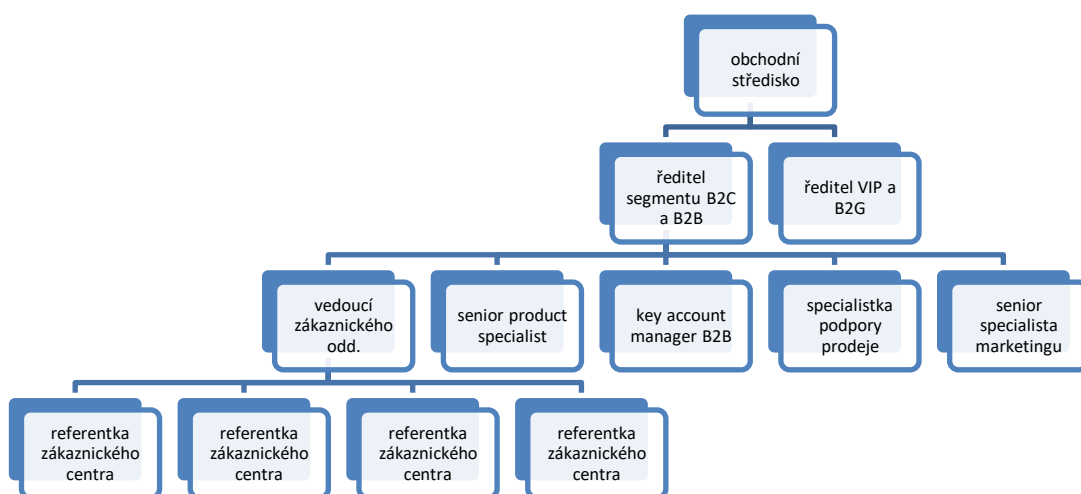 obchodní
středisko
ředitel
segmentu B2C
a B2B
ředitel VIP a
B2G
vedoucí
zákaznického
odd.
senior product
specialist
key account
manager B2B
specialistka
podpory
prodeje
senior
specialista
marketingu
referentka
zákaznického
centra
referentka
zákaznického
centra
referentka
zákaznického
centra
referentka
zákaznického
centra